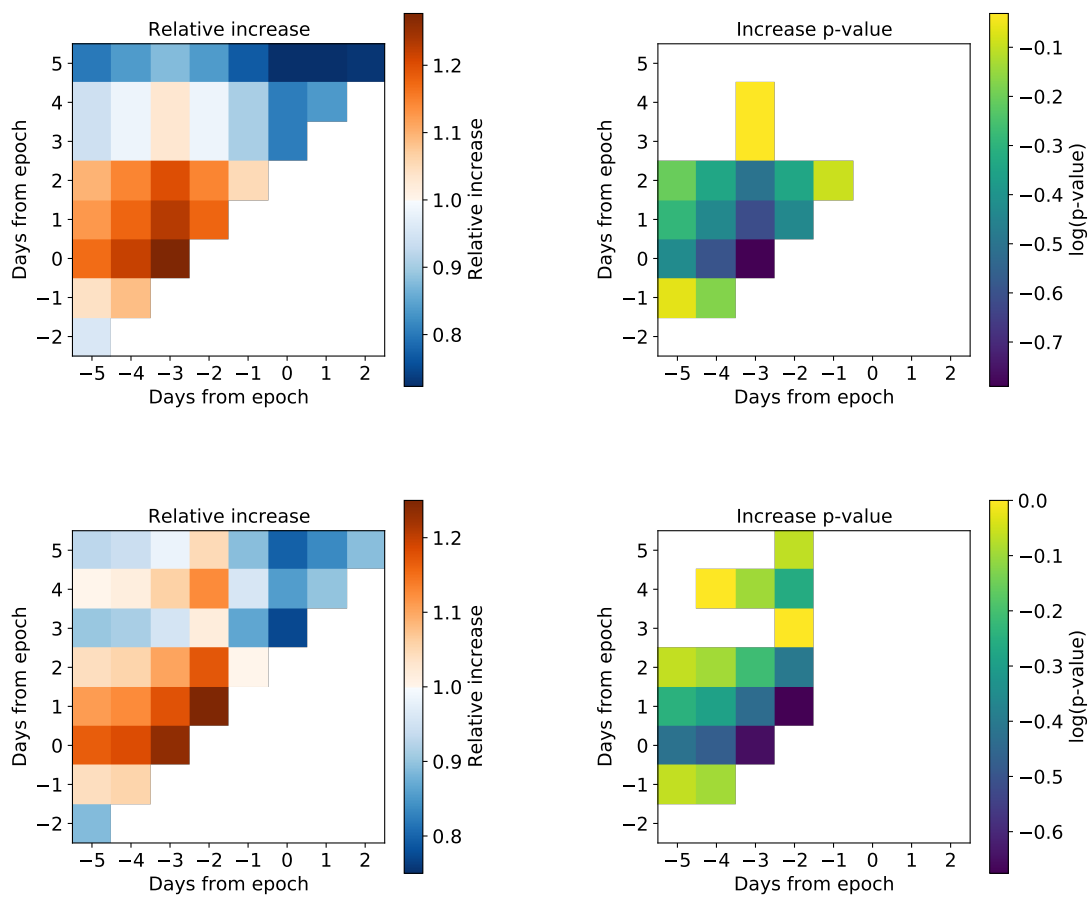 Relative increase
5
4
3
2
1
0
−1
−2
Days from epoch
−5 −4 −3 −2 −1 0 1 2
Days from epoch
1.2
1.1
1.0
0.9
0.8
Relative increase
Increase p-value
5
4
3
2
1
0
−1
−2
Days from epoch
−5 −4 −3 −2 −1 0 1 2
Days from epoch
−0.1
−0.2
−0.3
−0.4
−0.5
−0.6
−0.7
log(p-value)
Relative increase
5
4
3
2
1
0
−1
−2
Days from epoch
−5 −4 −3 −2 −1 0 1 2
Days from epoch
1.2
1.1
1.0
0.9
0.8
Relative increase
Increase p-value
5
4
3
2
1
0
−1
−2
Days from epoch
−5 −4 −3 −2 −1 0 1 2
Days from epoch
0.0
−0.1
−0.2
−0.3
−0.4
−0.5
−0.6
log(p-value)